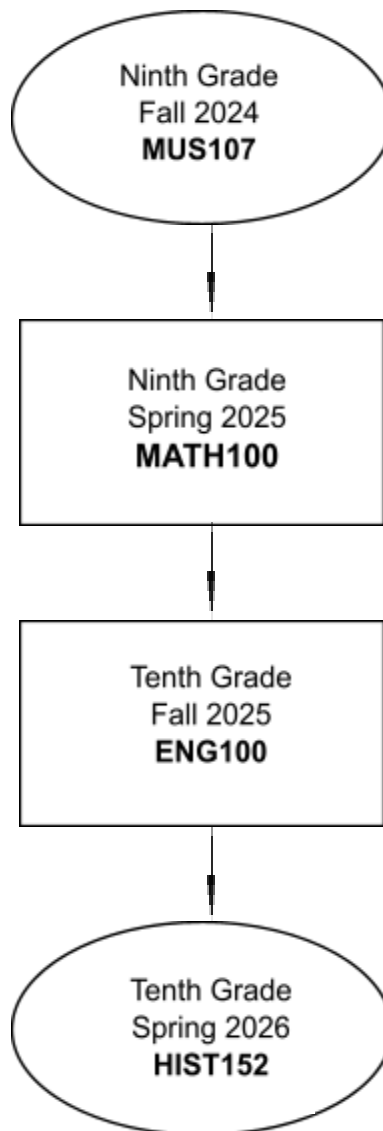 Ninth Grade
Fall 2024
MUS107
Ninth Grade
Spring 2025
MATH100
Tenth Grade
Fall 2025
ENG100
Tenth Grade
Spring 2026
HIST152